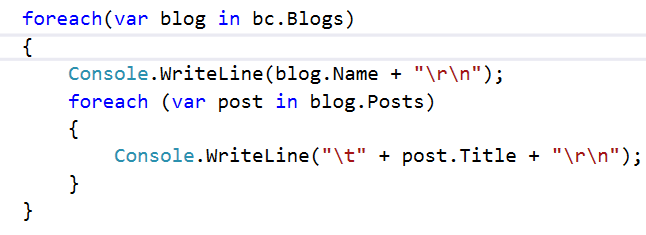 foreach(var blog in bc.Blogs)
{
    Console.WriteLine(blog.Name + "\r\n");
    foreach (var post in blog.Posts)
    {
        Console.WriteLine("\t" + post.Title + "\r\n");
    }
}